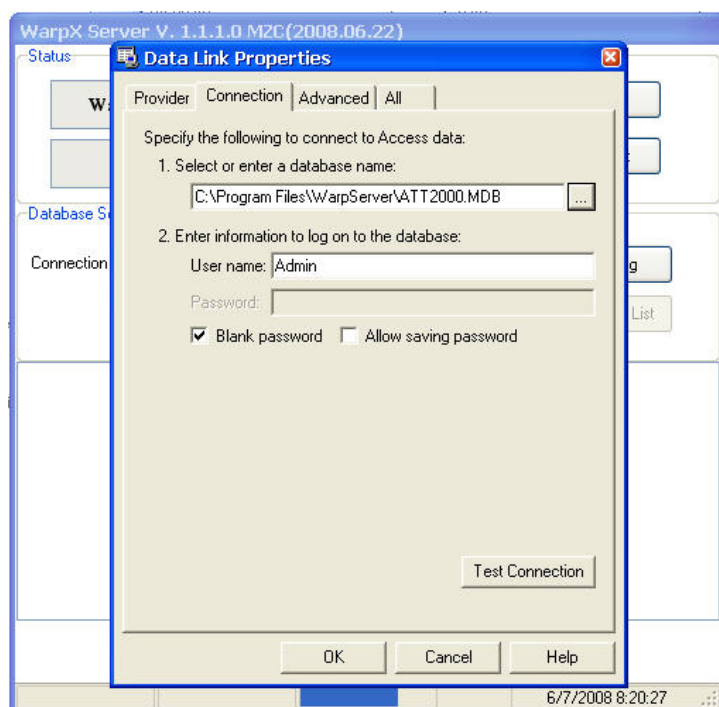 WarpX Server V. 1.1.1.0 MZC(2008.06.22)
Status
Data Link Properties
Provider Connection Advanced All
Specify the following to connect to Access data:
1. Select or enter a database name:
C:\Program Files\WarpServer\ATT2000.MDB ...
Database
2. Enter information to log on to the database:
Connection User name: Admin
Password:
List
Blank password Allow saving password
Test Connection
OK Cancel Help
6/7/2008 8:20:27